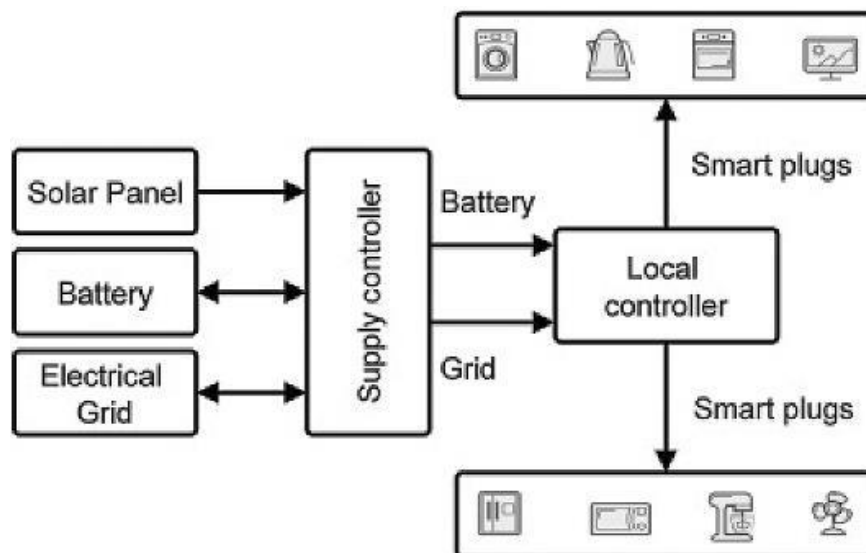 Smart plugs
Solar Panel
Battery
Electrical
Grid
Supply controller
Battery
Grid
Local
controller
Smart plugs